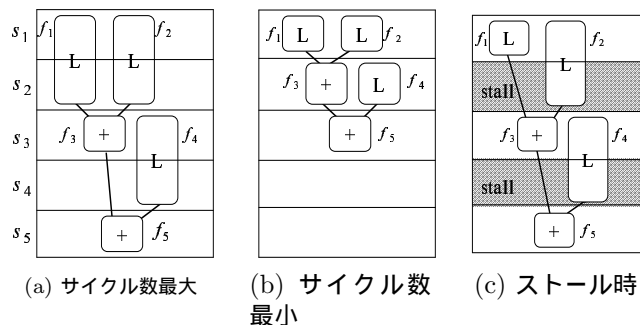 s1
s2
s3
s4
s5
f1 L L f2
f3 + L f4
+ f5
(a) サイクル数最大
f1 L L f2
f3 + L f4
+ f5
(b) サイクル数
最小
f1 L L f2
stall
f3 + L f4
stall
+ f5
(c) ストール時